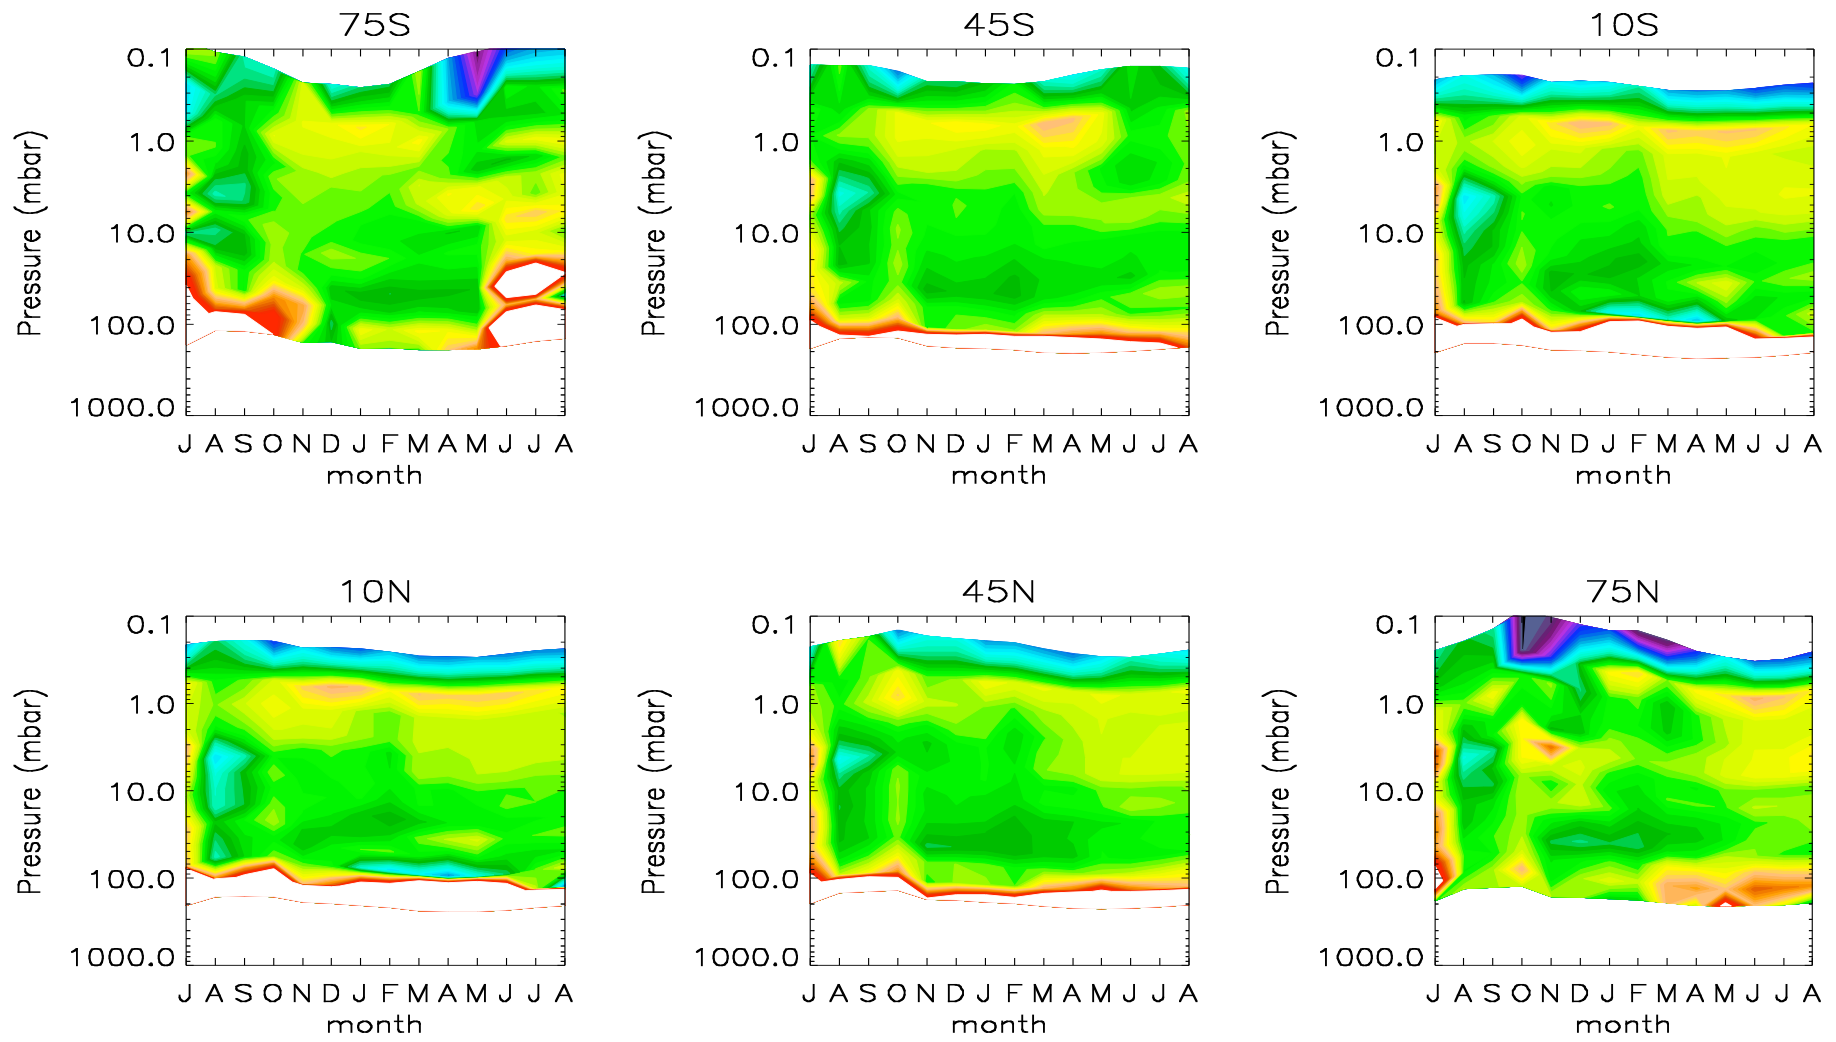 75S
0.1
1.0
10.0
100.0
1000.0
Pressure (mbar)
J A S O N D J F M A M J J A
month
45S
0.1
1.0
10.0
100.0
1000.0
Pressure (mbar)
J A S O N D J F M A M J J A
month
10S
0.1
1.0
10.0
100.0
1000.0
Pressure (mbar)
J A S O N D J F M A M J J A
month
10N
0.1
1.0
10.0
100.0
1000.0
Pressure (mbar)
J A S O N D J F M A M J J A
month
45N
0.1
1.0
10.0
100.0
1000.0
Pressure (mbar)
J A S O N D J F M A M J J A
month
75N
0.1
1.0
10.0
100.0
1000.0
Pressure (mbar)
J A S O N D J F M A M J J A
month